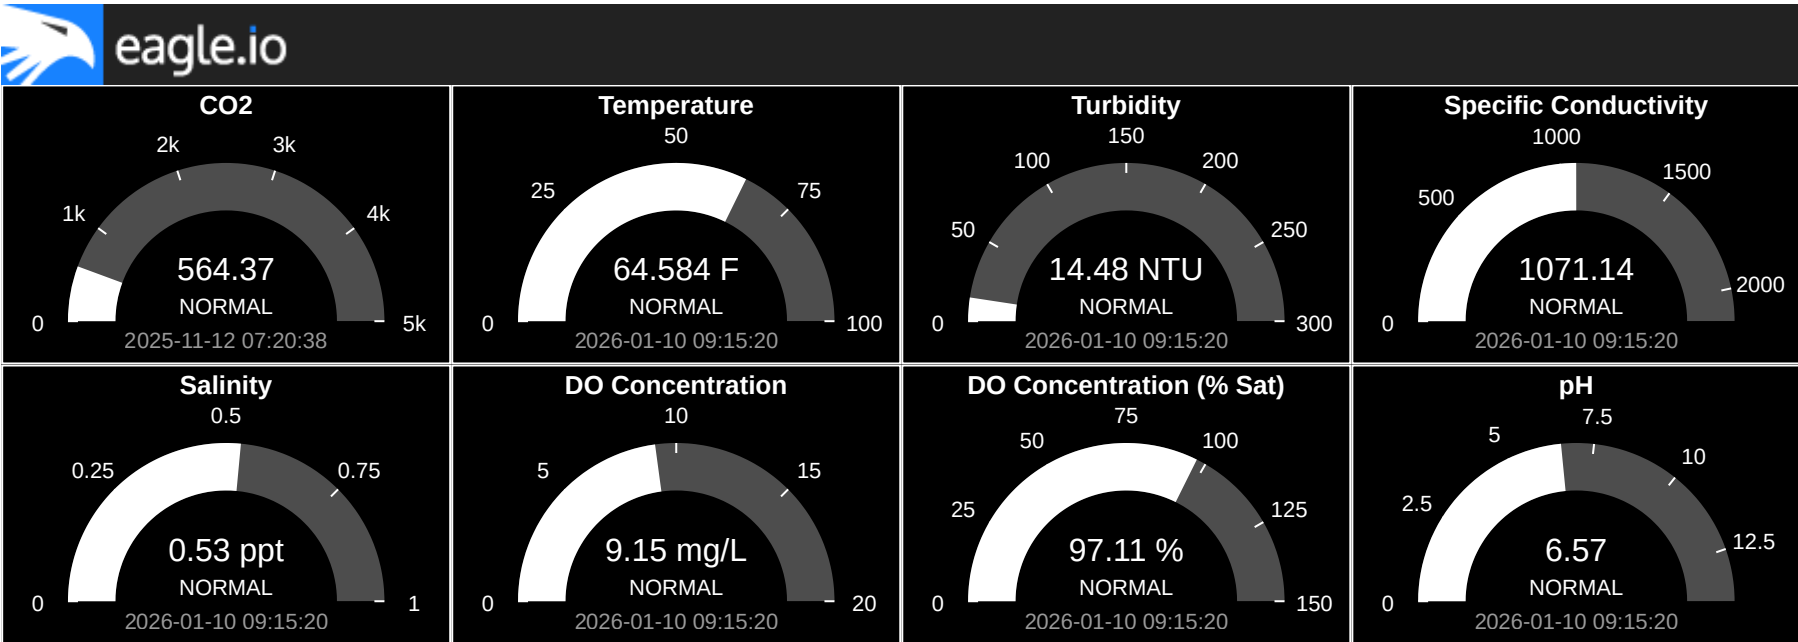 eagle.io
CO2
0
1k
2k
3k
4k
5k
564.37
NORMAL
2025-11-12 07:20:38
Temperature
0
25
50
75
100
64.584 F
NORMAL
2026-01-10 09:15:20
Turbidity
0
50
100
150
200
250
300
14.48 NTU
NORMAL
2026-01-10 09:15:20
Specific Conductivity
0
500
1000
1500
2000
1071.14
NORMAL
2026-01-10 09:15:20
Salinity
0
0.25
0.5
0.75
1
0.53 ppt
NORMAL
2026-01-10 09:15:20
DO Concentration
0
5
10
15
20
9.15 mg/L
NORMAL
2026-01-10 09:15:20
DO Concentration (% Sat)
0
25
50
75
100
125
150
97.11 %
NORMAL
2026-01-10 09:15:20
pH
0
2.5
5
7.5
10
12.5
6.57
NORMAL
2026-01-10 09:15:20